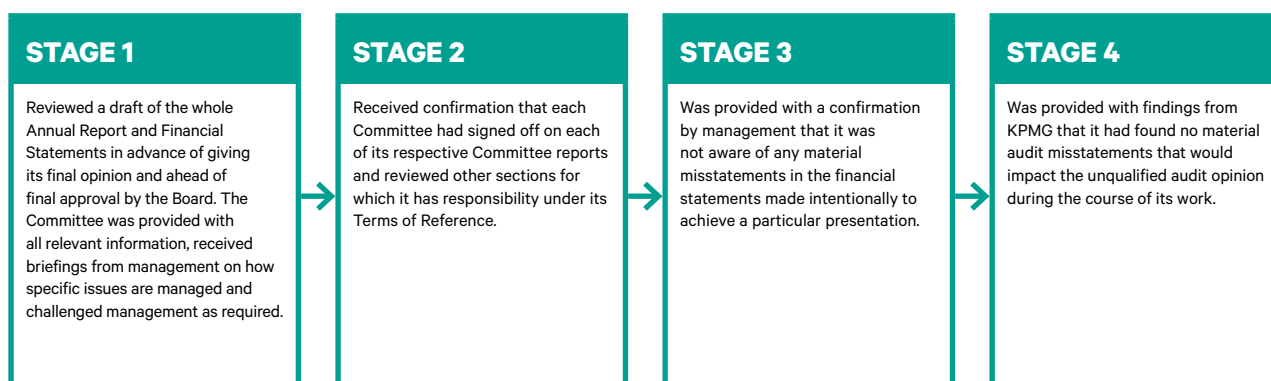 STAGE 1
Reviewed a draft of the whole
Annual Report and Financial
Statements in advance of giving
its final opinion and ahead of
final approval by the Board. The
Committee was provided with
all relevant information, received
briefings from management on how
specific issues are managed and
challenged management as required.
STAGE 2
Received confirmation that each
Committee had signed off on each
of its respective Committee reports
and reviewed other sections for
which it has responsibility under its
Terms of Reference.
STAGE 3
Was provided with a confirmation
by management that it was
not aware of any material
misstatements in the financial
statements made intentionally to
achieve a particular presentation.
STAGE 4
Was provided with findings from
KPMG that it had found no material
audit misstatements that would
impact the unqualified audit opinion
during the course of its work.